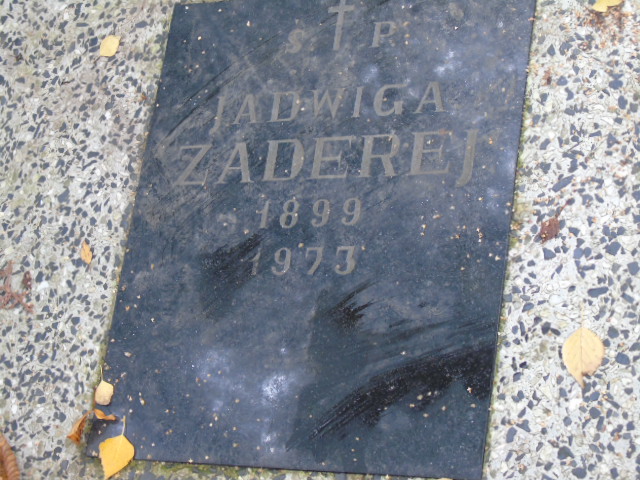 S P
JADWIGA
ZADEREJ
1899
1973